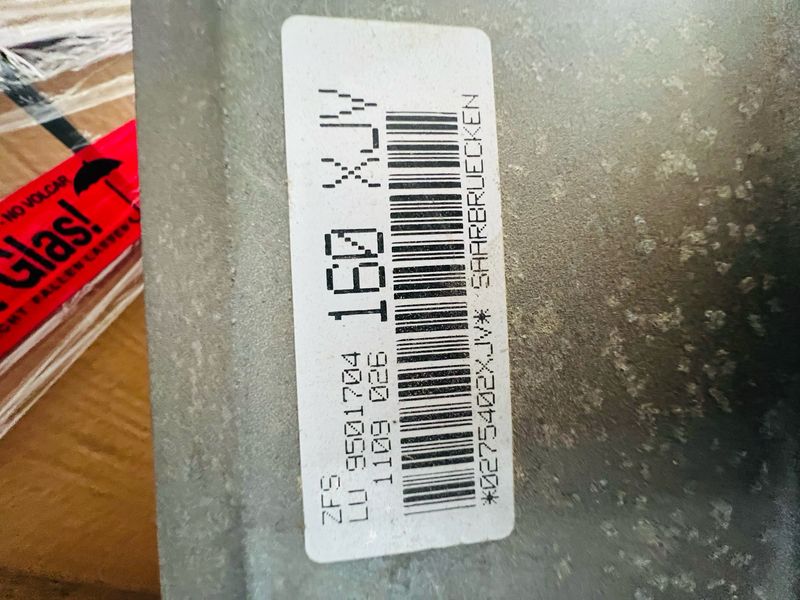 ZFS
LU 9501704
1109 026
160 XJV
*0275402XJV* SAARBRUECKEN
NO VOLCAR
Glas!